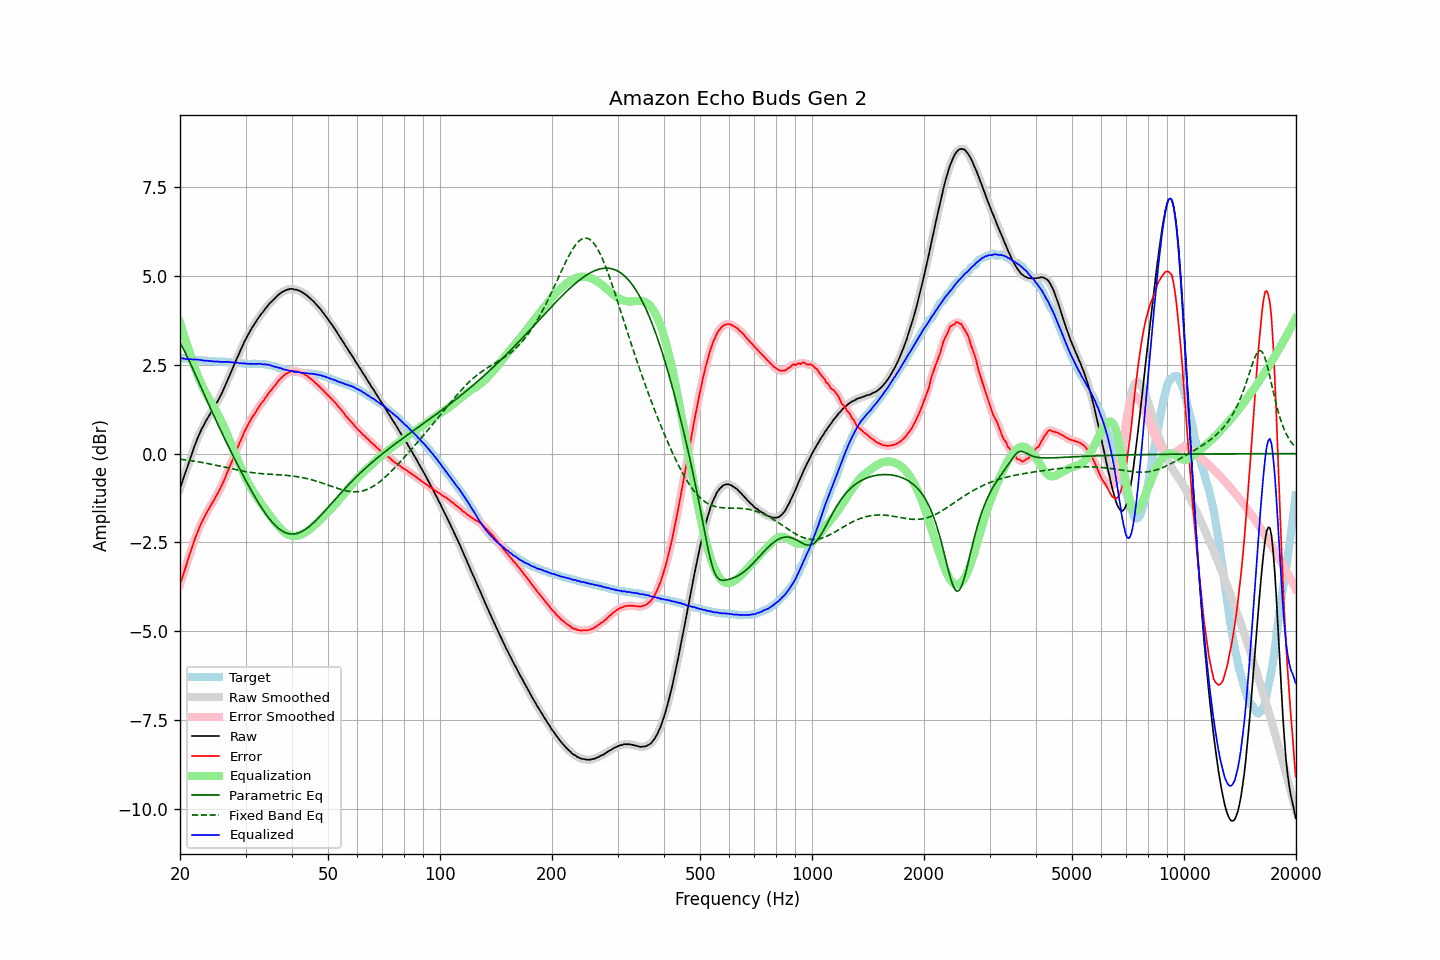 Amazon Echo Buds Gen 2
Amplitude (dBr)
7.5
5.0
2.5
0.0
−2.5
−5.0
−7.5
−10.0
Target
Raw Smoothed
Error Smoothed
Raw
Error
Equalization
Parametric Eq
Fixed Band Eq
Equalized
20 50 100 200 500 1000 2000 5000 10000 20000
Frequency (Hz)